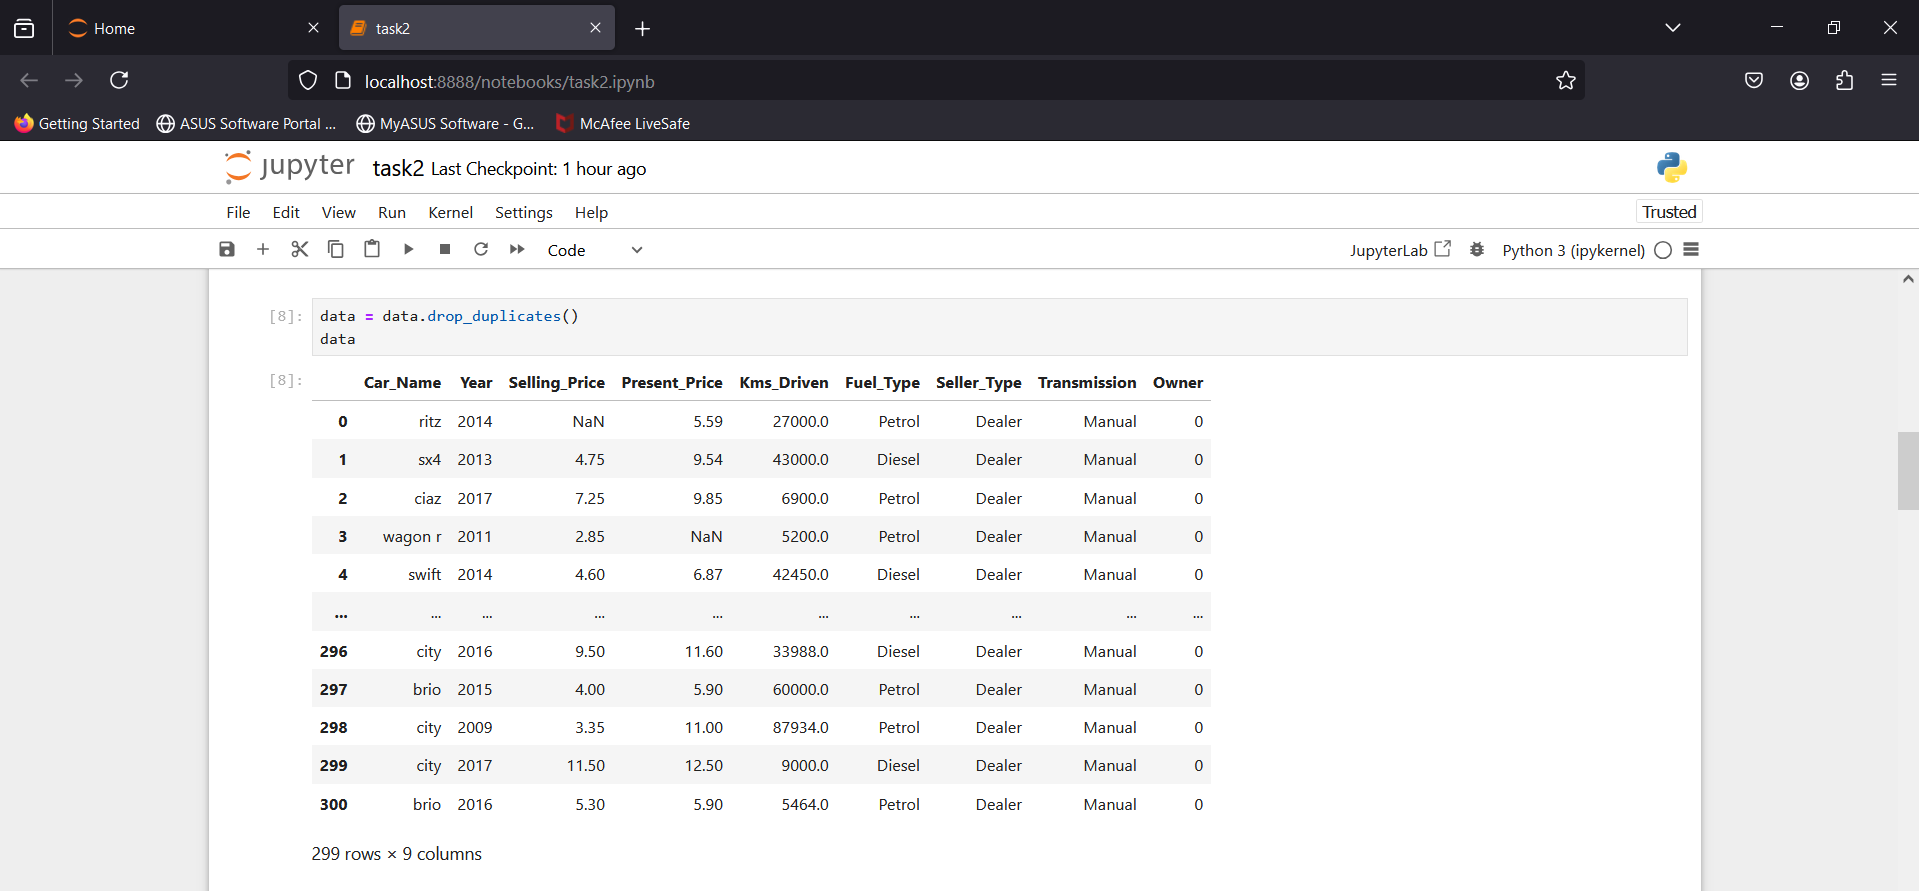 Home
task2
localhost:8888/notebooks/task2.ipynb
Getting Started ASUS Software Portal ... MyASUS Software - G... McAfee LiveSafe
jupyter task2 Last Checkpoint: 1 hour ago
File Edit View Run Kernel Settings Help Trusted
Code JupyterLab Python 3 (ipykernel)
[8]: data = data.drop_duplicates()
data
[8]: Car_Name Year Selling_Price Present_Price Kms_Driven Fuel_Type Seller_Type Transmission Owner
0 ritz 2014 NaN 5.59 27000.0 Petrol Dealer Manual 0
1 sx4 2013 4.75 9.54 43000.0 Diesel Dealer Manual 0
2 ciaz 2017 7.25 9.85 6900.0 Petrol Dealer Manual 0
3 wagon r 2011 2.85 NaN 5200.0 Petrol Dealer Manual 0
4 swift 2014 4.60 6.87 42450.0 Diesel Dealer Manual 0
... ... ... ... ... ... ... ... ... ...
296 city 2016 9.50 11.60 33988.0 Diesel Dealer Manual 0
297 brio 2015 4.00 5.90 60000.0 Petrol Dealer Manual 0
298 city 2009 3.35 11.00 87934.0 Petrol Dealer Manual 0
299 city 2017 11.50 12.50 9000.0 Diesel Dealer Manual 0
300 brio 2016 5.30 5.90 5464.0 Petrol Dealer Manual 0
299 rows × 9 columns